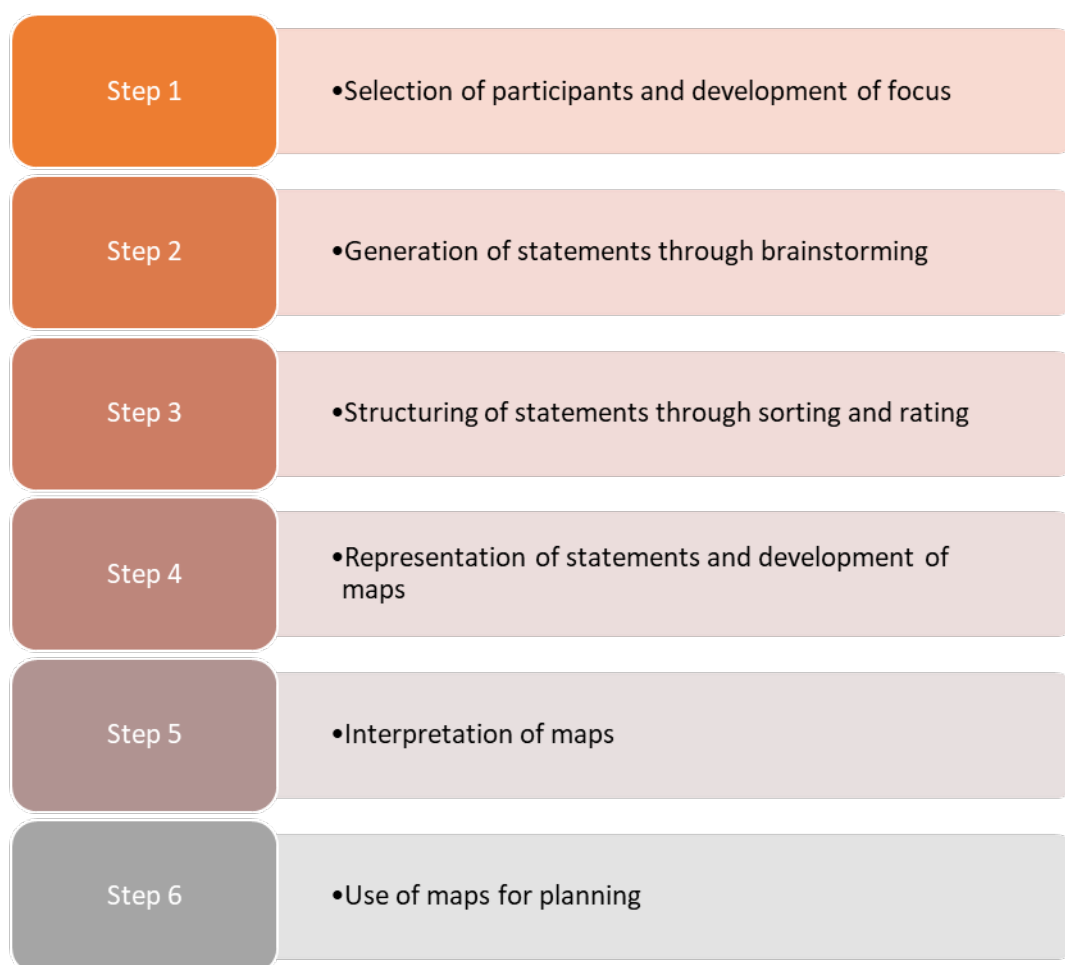 Step 1
•Selection of participants and development of focus
Step 2
•Generation of statements through brainstorming
Step 3
•Structuring of statements through sorting and rating
Step 4
•Representation of statements and development of
maps
Step 5
•Interpretation of maps
Step 6
•Use of maps for planning